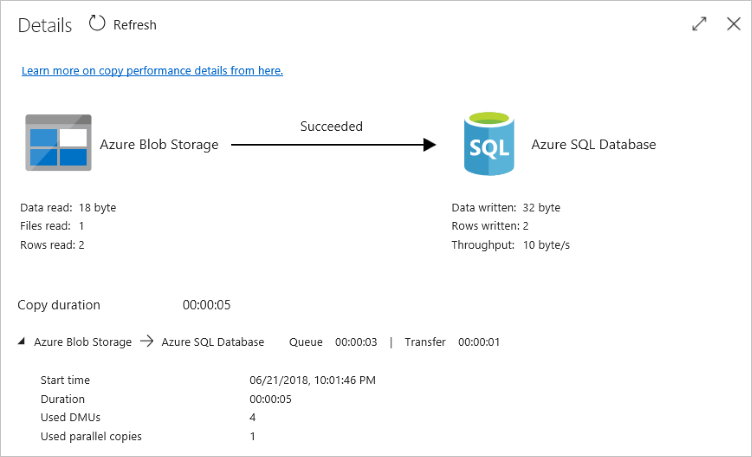 Details Refresh
Learn more on copy performance details from here.
Succeeded
Azure Blob Storage SQL Azure SQL Database
Data read: 18 byte Data written: 32 byte
Files read: 1 Rows written: 2
Rows read: 2 Throughput: 10 byte/s
Copy duration 00:00:05
Azure Blob Storage → Azure SQL Database Queue 00:00:03 | Transfer 00:00:01
Start time 06/21/2018, 10:01:46 PM
Duration 00:00:05
Used DMUs 4
Used parallel copies 1